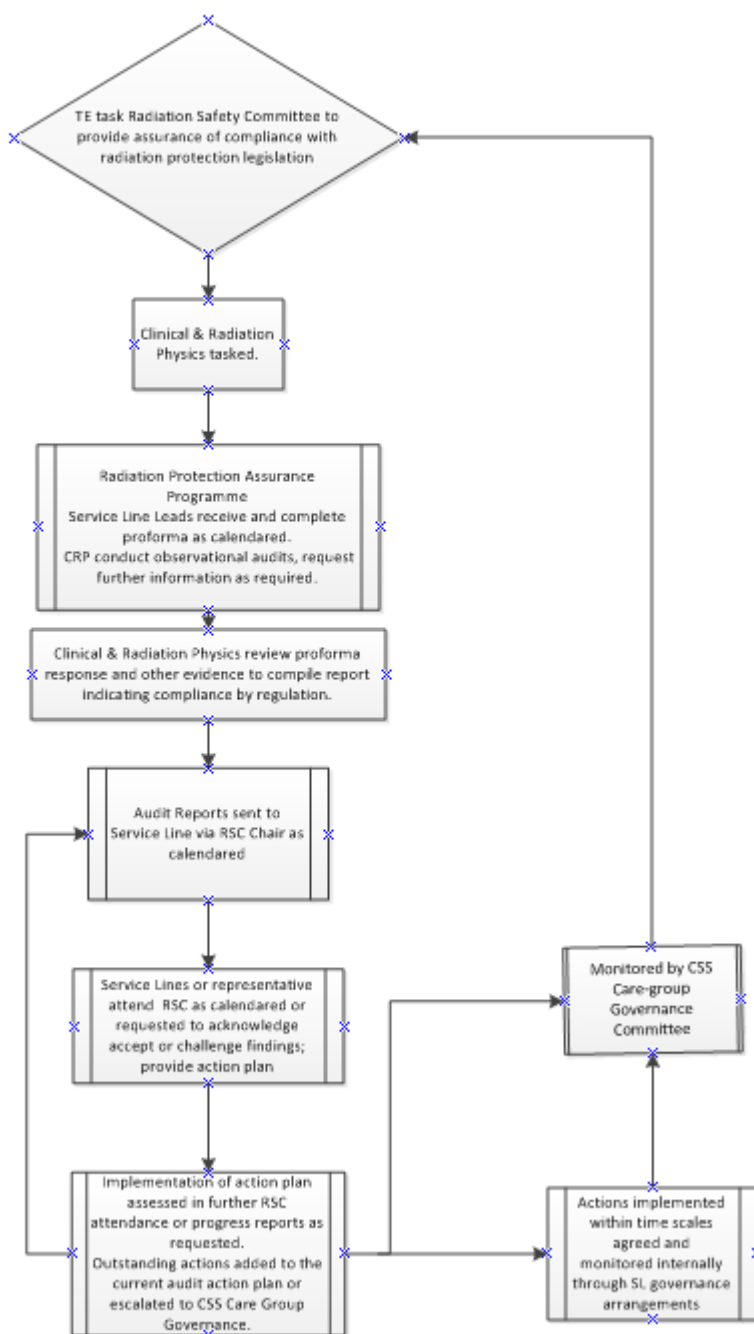 TE task Radiation Safety Committee to
provide assurance of compliance with
radiation protection legislation
Clinical & Radiation
Physics tasked.
Radiation Protection Assurance
Programme
Service Line Leads receive and complete
proforma as calendared.
CRP conduct observational audits, request
further information as required.
Clinical & Radiation Physics review proforma
response and other evidence to compile report
indicating compliance by regulation.
Audit Reports sent to
Service Line via RSC Chair as
calendared
Service Lines or representative
attend RSC as calendared or
requested to acknowledge
accept or challenge findings;
provide action plan
Implementation of action plan
assessed in further RSC
attendance or progress reports as
requested.
Outstanding actions added to the
current audit action plan or
escalated to CSS Care Group
Governance.
Monitored by CSS
Care-group
Governance
Committee
Actions implemented
within time scales
agreed and
monitored internally
through SL governance
arrangements